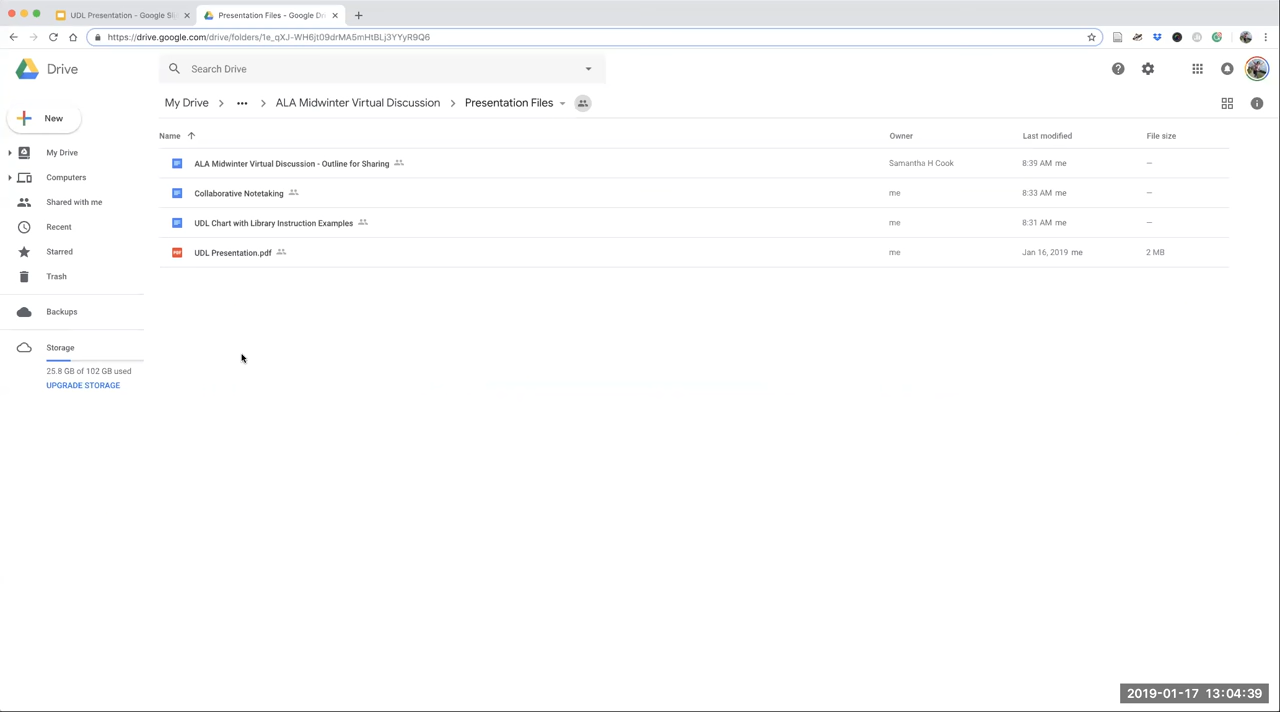 UDL Presentation - Google Sli
Presentation Files - Google Dr
https://drive.google.com/drive/folders/1e_qXJ-WH6jt09drMA5mHtBLj3YYyR9Q6
Drive
Search Drive
New
My Drive
...
ALA Midwinter Virtual Discussion
Presentation Files
Name
Owner
Last modified
File size
ALA Midwinter Virtual Discussion - Outline for Sharing
Samantha H Cook
8:39 AM me
—
Collaborative Notetaking
me
8:33 AM me
—
UDL Chart with Library Instruction Examples
me
8:31 AM me
—
PDF
UDL Presentation.pdf
me
Jan 16, 2019 me
2 MB
My Drive
Computers
Shared with me
Recent
Starred
Trash
Backups
Storage
25.8 GB of 102 GB used
UPGRADE STORAGE
2019-01-17 13:04:39